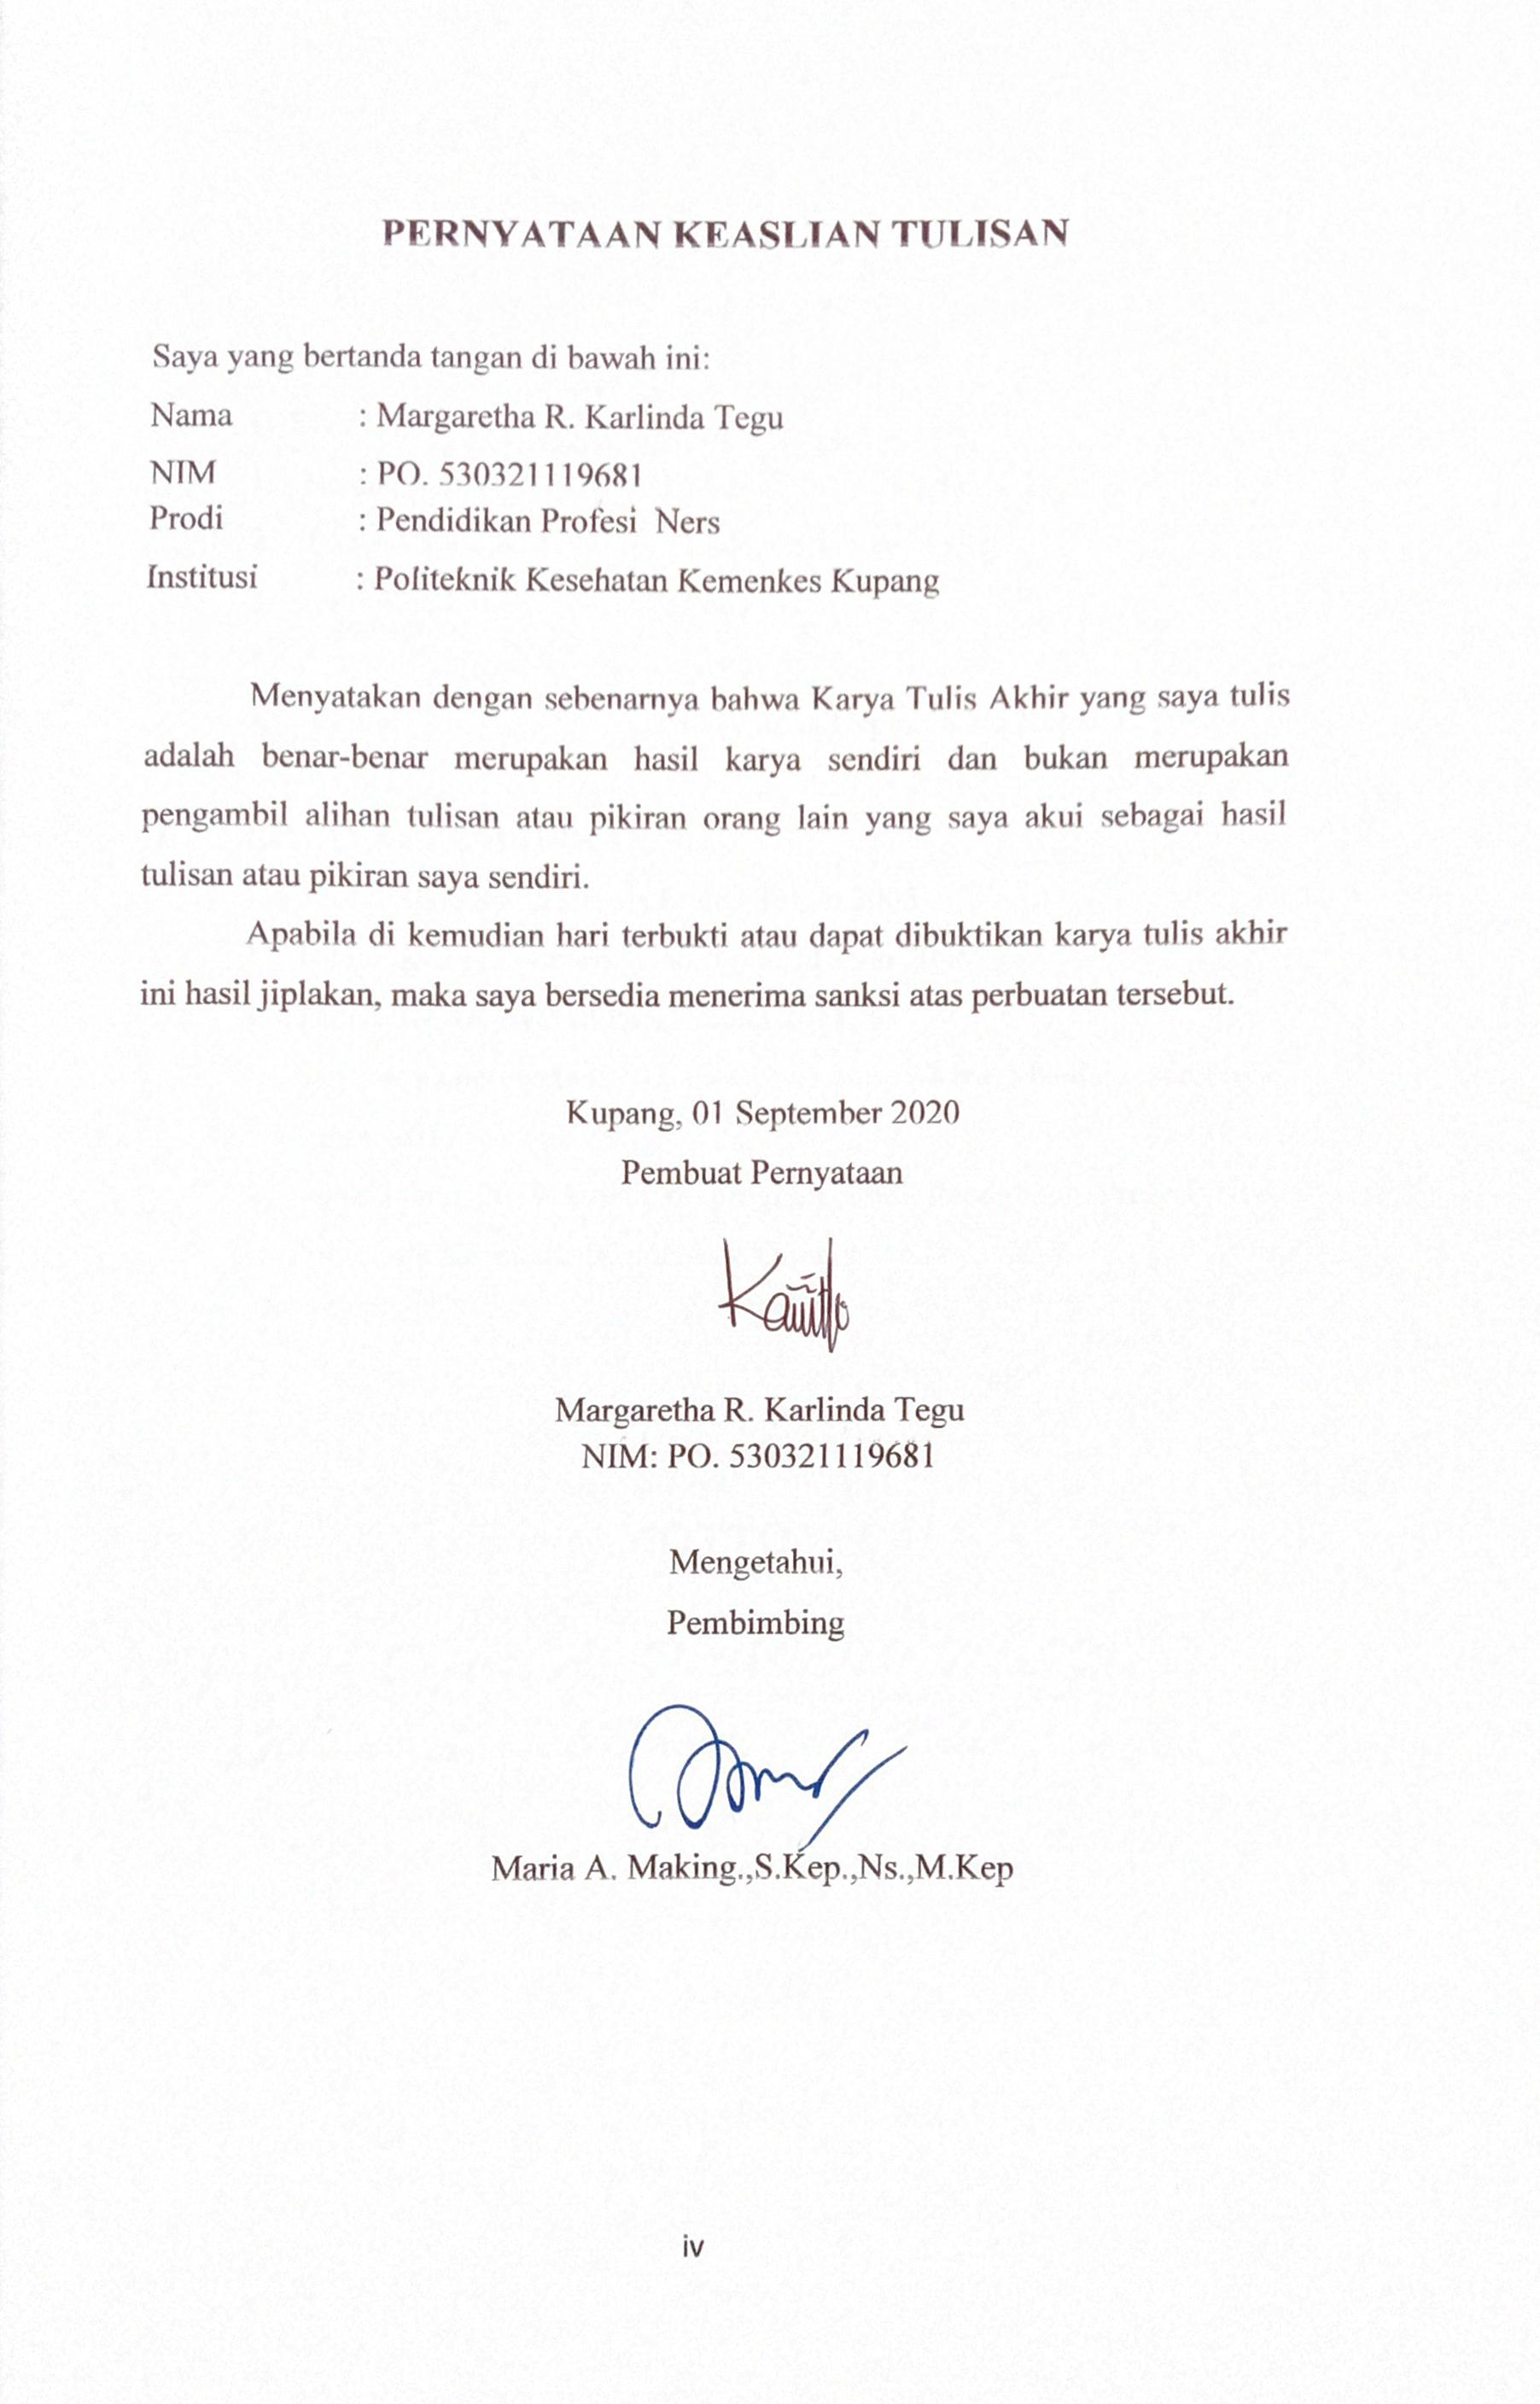 PERNYATAAN KEASLIAN TULISAN
Saya yang bertanda tangan di bawah ini:
Nama : Margaretha R. Karlinda Tegu
NIM : PO. 530321119681
Prodi : Pendidikan Profesi Ners
Institusi : Politeknik Kesehatan Kemenkes Kupang
Menyatakan dengan sebenarnya bahwa Karya Tulis Akhir yang saya tulis
adalah benar-benar merupakan hasil karya sendiri dan bukan merupakan
pengambil alihan tulisan atau pikiran orang lain yang saya akui sebagai hasil
tulisan atau pikiran saya sendiri.
Apabila di kemudian hari terbukti atau dapat dibuktikan karya tulis akhir
ini hasil jiplakan, maka saya bersedia menerima sanksi atas perbuatan tersebut.
Kupang, 01 September 2020
Pembuat Pernyataan
Margaretha R. Karlinda Tegu
NIM: PO. 530321119681
Mengetahui,
Pembimbing
Maria A. Making.,S.Kep.,Ns.,M.Kep
iv